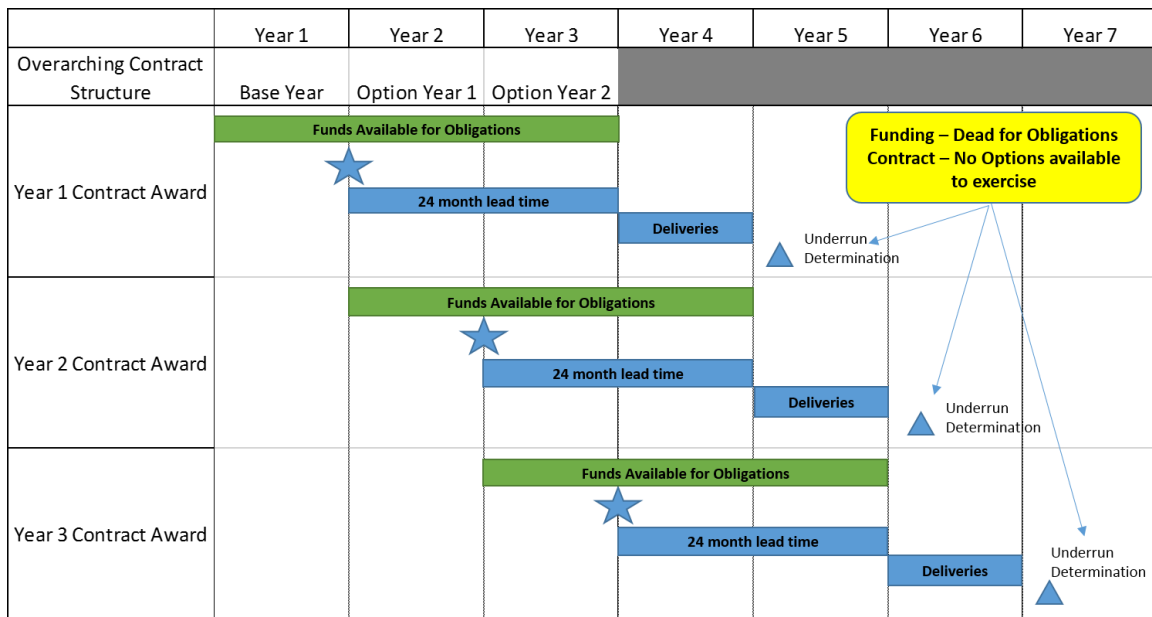 Year 1 Year 2 Year 3 Year 4 Year 5 Year 6 Year 7
Overarching Contract
Structure
Base Year Option Year 1 Option Year 2
Funds Available for Obligations
Funding – Dead for Obligations
Contract – No Options available
to exercise
Year 1 Contract Award
24 month lead time
Deliveries
Underrun
Determination
Funds Available for Obligations
Year 2 Contract Award
24 month lead time
Deliveries
Underrun
Determination
Funds Available for Obligations
Year 3 Contract Award
24 month lead time
Deliveries
Underrun
Determination